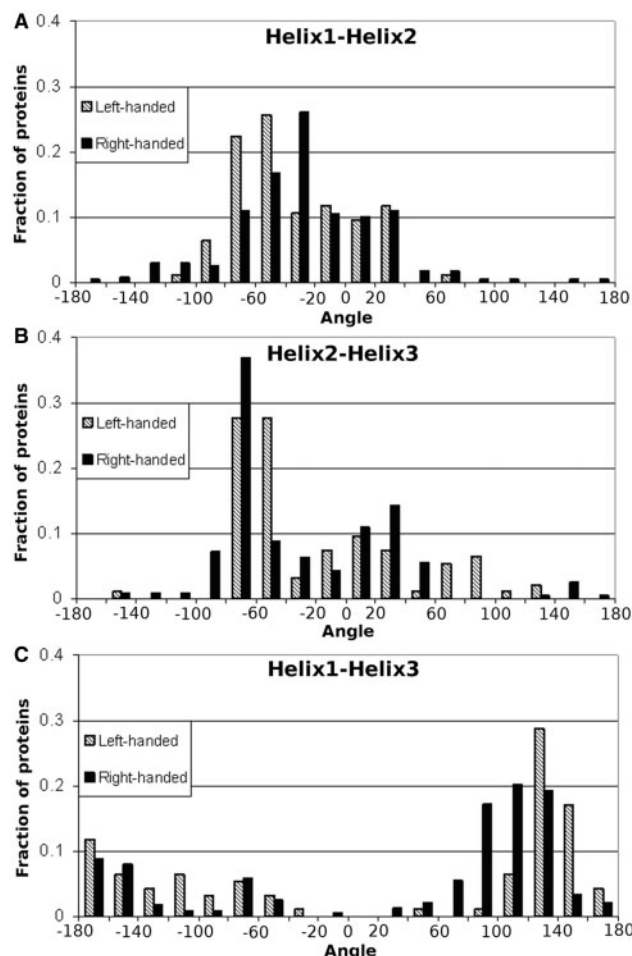 A
Helix1-Helix2
Fraction of proteins
0.4
0.3
0.2
0.1
0
Left-handed
Right-handed
-180 -140 -100 -60 -20 0 20 60 100 140 180
Angle
B
Helix2-Helix3
Fraction of proteins
0.4
0.3
0.2
0.1
0
Left-handed
Right-handed
-180 -140 -100 -60 -20 0 20 60 100 140 180
Angle
C
Helix1-Helix3
Fraction of proteins
0.4
0.3
0.2
0.1
0
Left-handed
Right-handed
-180 -140 -100 -60 -20 0 20 60 100 140 180
Angle